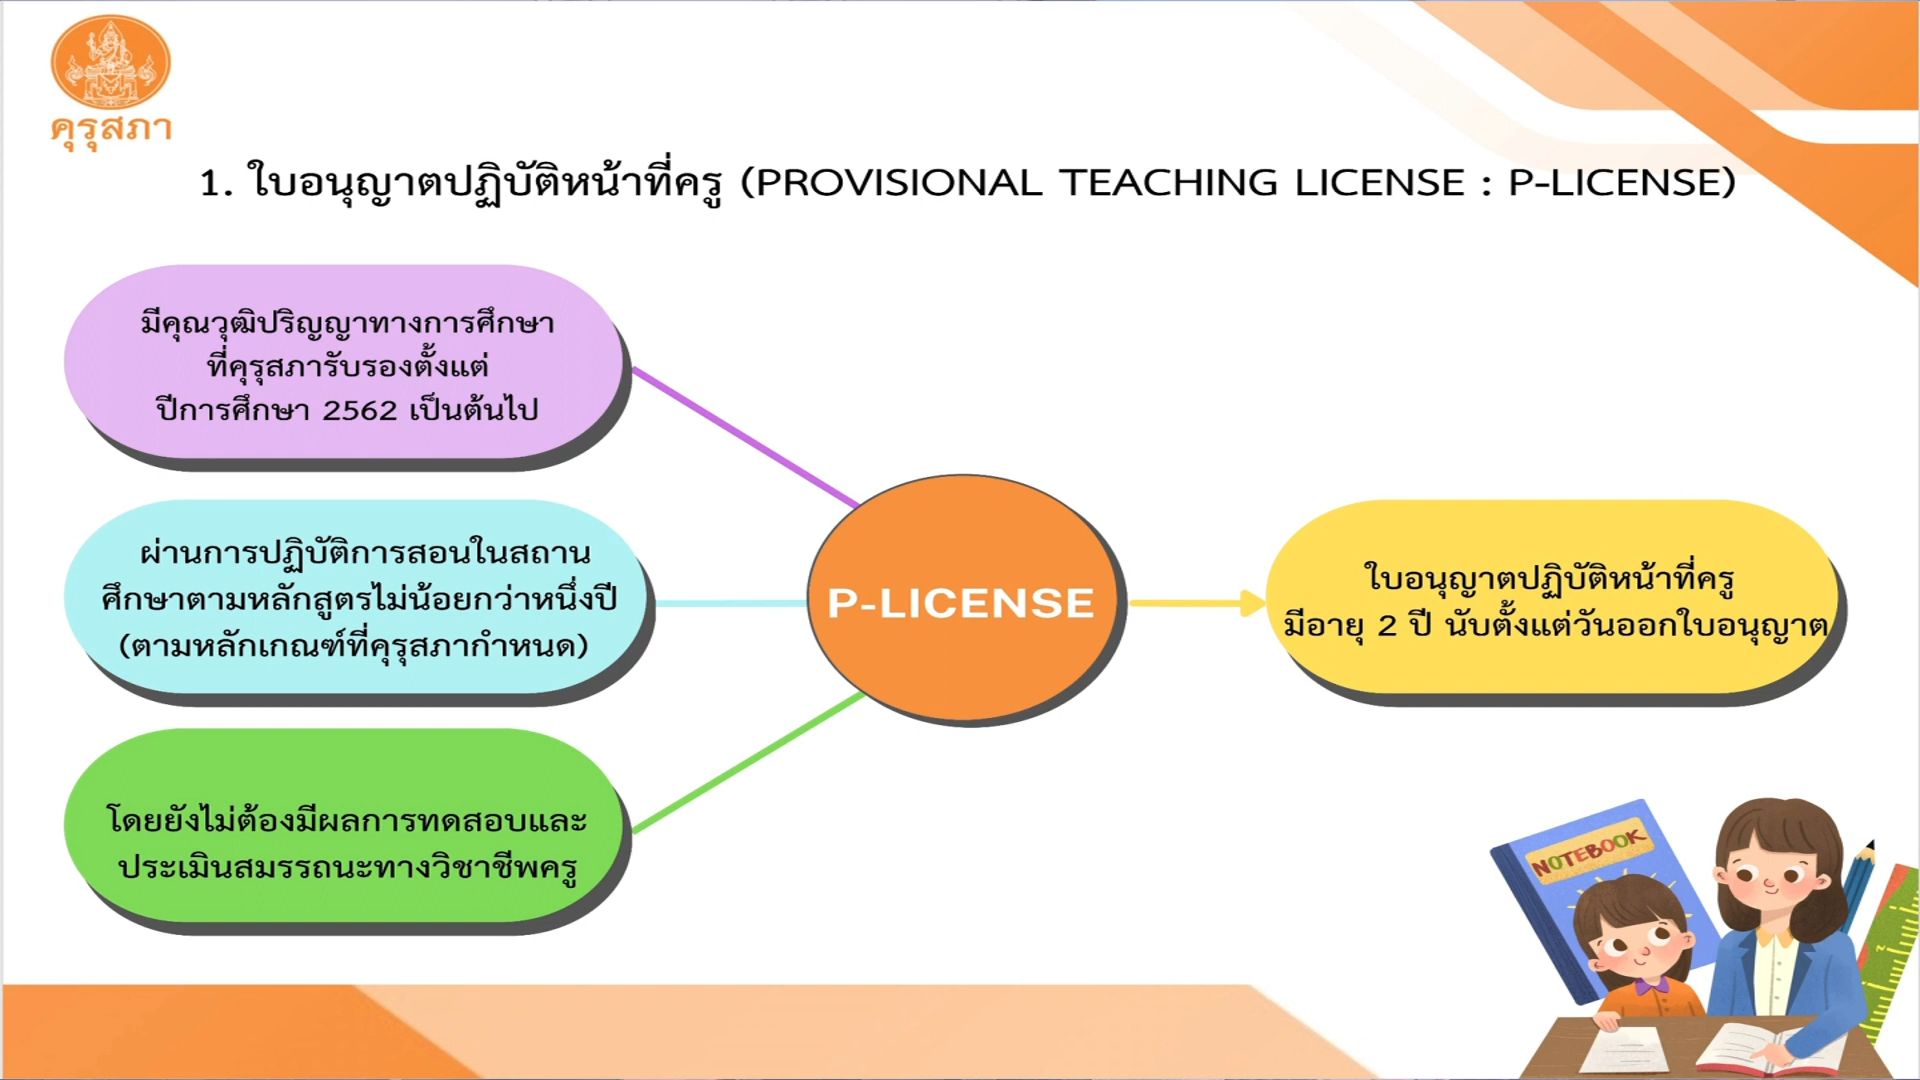 คุรุสภา
1. ใบอนุญาตปฏิบัติหน้าที่ครู (PROVISIONAL TEACHING LICENSE : P-LICENSE)
มีคุณวุฒิปริญญาทางการศึกษา
ที่คุรุสภารับรองตั้งแต่
ปีการศึกษา 2562 เป็นต้นไป
ผ่านการปฏิบัติการสอนในสถาน
ศึกษาตามหลักสูตรไม่น้อยกว่าหนึ่งปี
(ตามหลักเกณฑ์ที่คุรุสภากำหนด)
โดยยังไม่ต้องมีผลการทดสอบและ
ประเมินสมรรถนะทางวิชาชีพครู
P-LICENSE
ใบอนุญาตปฏิบัติหน้าที่ครู
มีอายุ 2 ปี นับตั้งแต่วันออกใบอนุญาต
NOTEBOOK